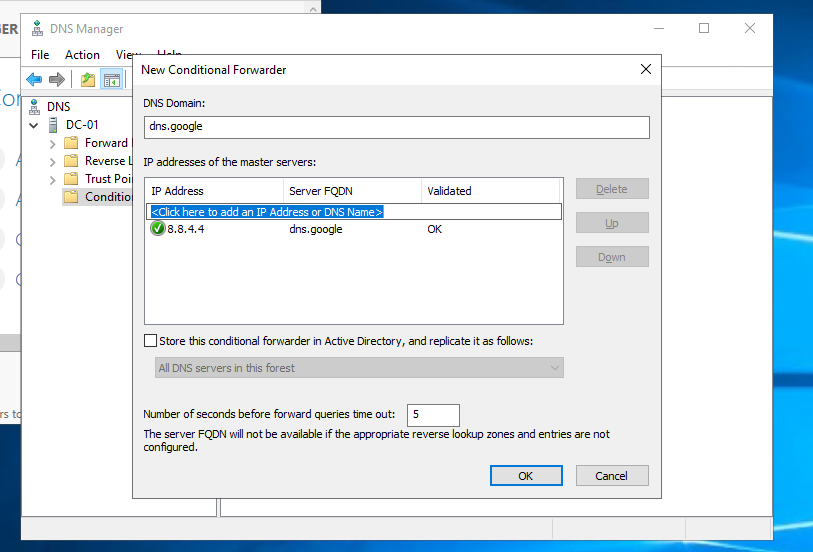 DNS Manager
File Action View Help
New Conditional Forwarder
DNS
DC-01
Forward
Reverse L
Trust Poi
Conditio
DNS Domain:
dns.google
IP addresses of the master servers:
IP Address Server FQDN Validated
<Click here to add an IP Address or DNS Name>
8.8.4.4 dns.google OK
Delete
Up
Down
Store this conditional forwarder in Active Directory, and replicate it as follows:
All DNS servers in this forest
Number of seconds before forward queries time out: 5
The server FQDN will not be available if the appropriate reverse lookup zones and entries are not
configured.
OK Cancel